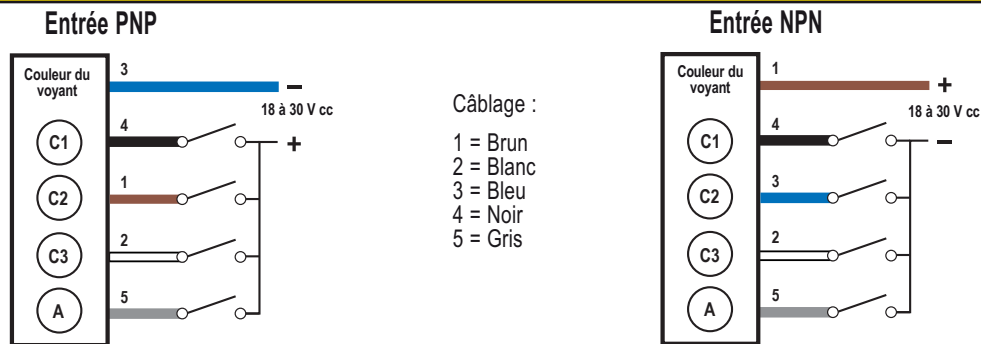 Entrée PNP
Couleur du
voyant
3
–
18 à 30 V cc
C1
4
+
C2
1
C3
2
A
5
Câblage :
1 = Brun
2 = Blanc
3 = Bleu
4 = Noir
5 = Gris
Entrée NPN
Couleur du
voyant
1
+
18 à 30 V cc
C1
4
–
C2
3
C3
2
A
5